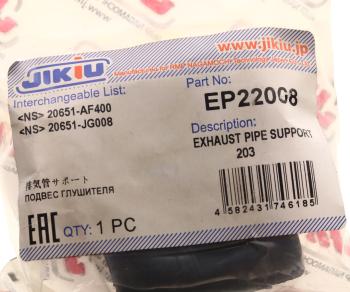 JIKIU
www.jikiu.jp
Interchangeable List:
<NS> 20651-AF400
<NS> 20651-JG008
Part No:
EP22008
Description:
EXHAUST PIPE SUPPORT
203
排気管サポート
ПОДВЕС ГЛУШИТЕЛЯ
EAC QTY: 1 PC
4 582431 746185